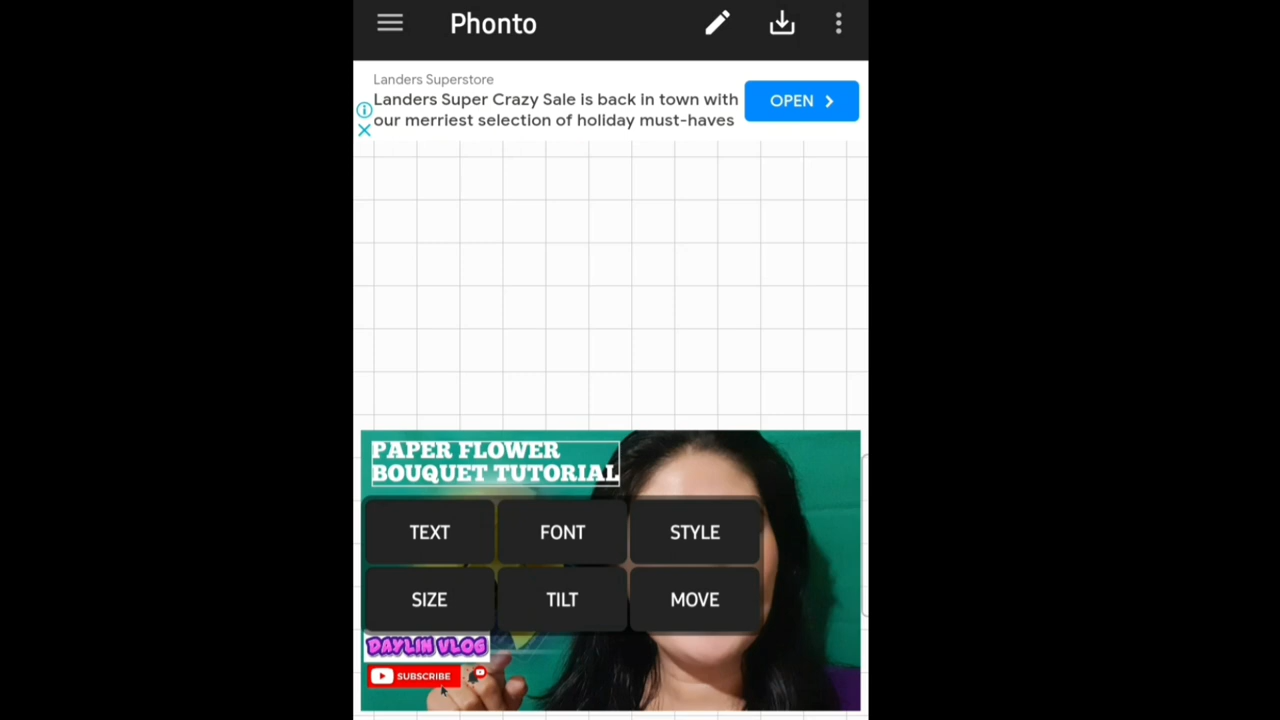 Phonto
Landers Superstore
Landers Super Crazy Sale is back in town with
our merriest selection of holiday must-haves
OPEN
PAPER FLOWER
BOUQUET TUTORIAL
TEXT FONT STYLE
SIZE TILT MOVE
DAYLIN VLOG
SUBSCRIBE